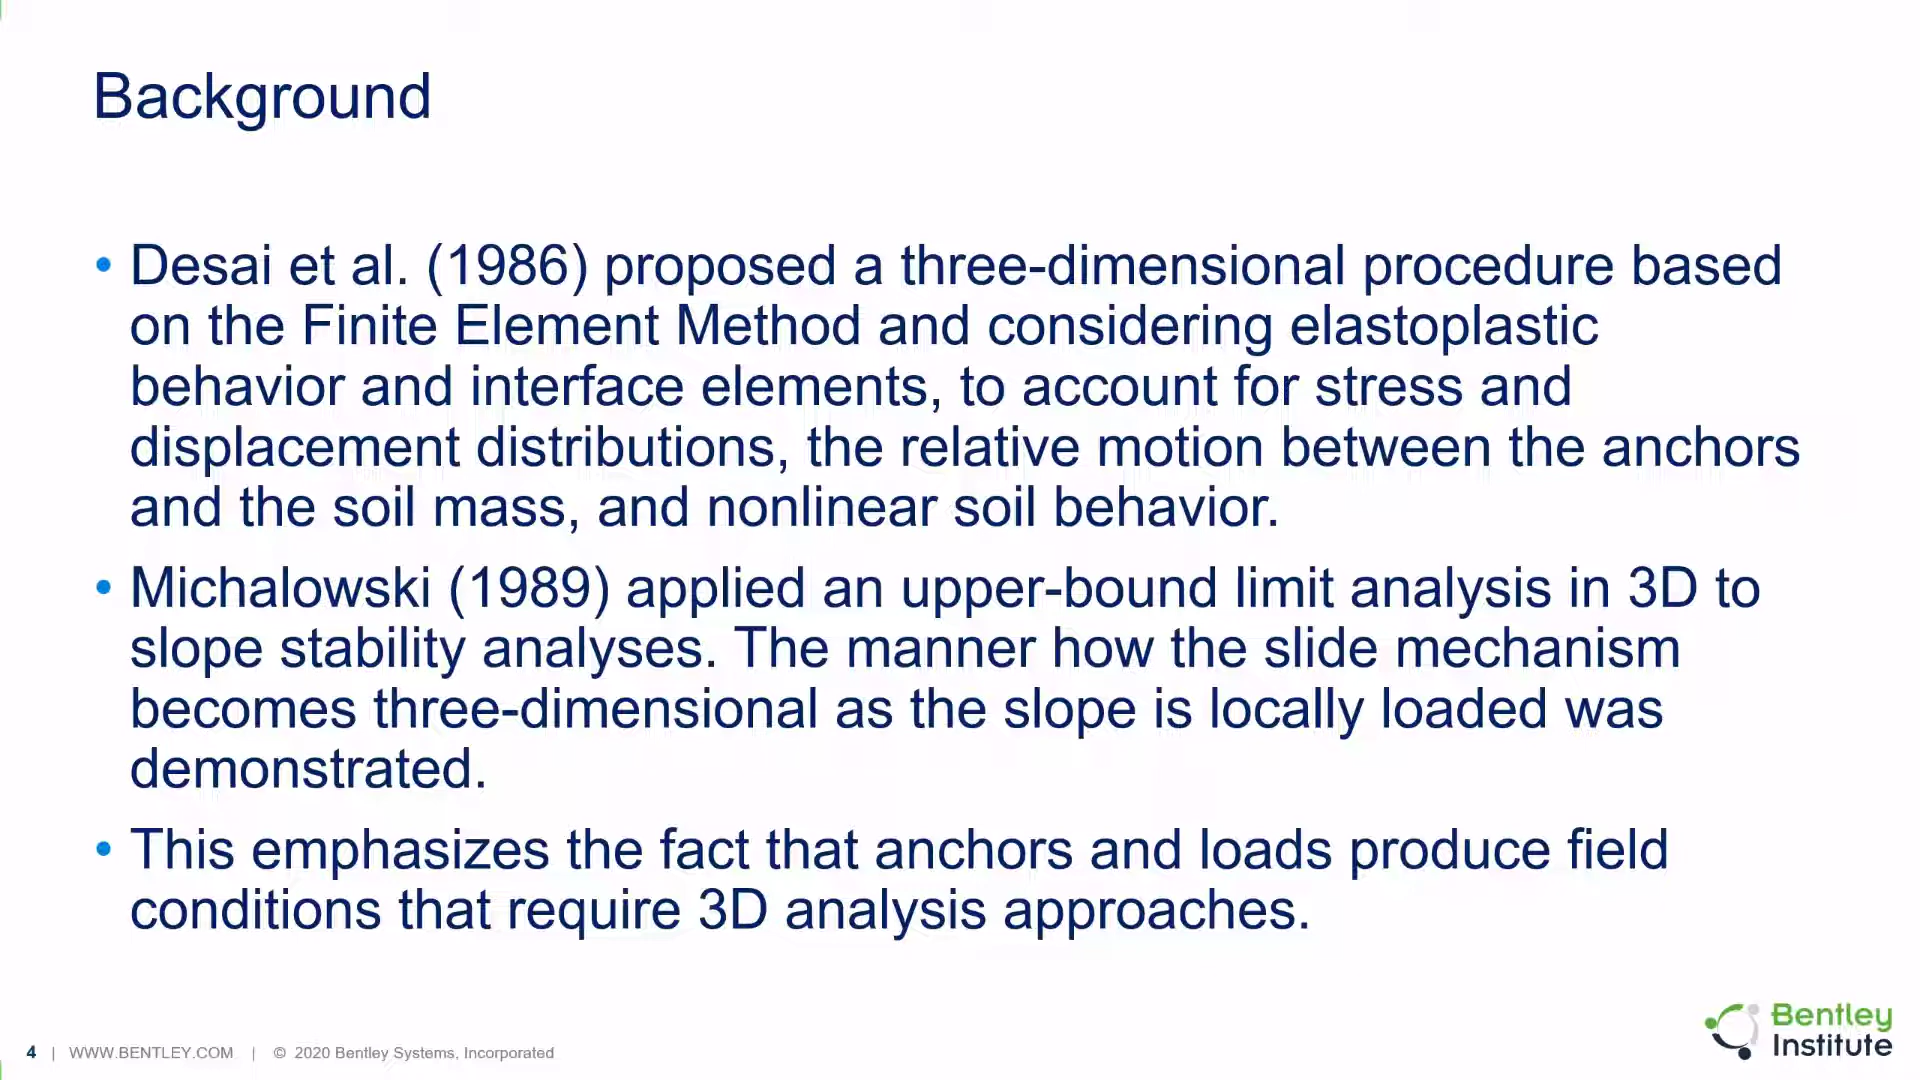 Background
• Desai et al. (1986) proposed a three-dimensional procedure based
on the Finite Element Method and considering elastoplastic
behavior and interface elements, to account for stress and
displacement distributions, the relative motion between the anchors
and the soil mass, and nonlinear soil behavior.
• Michalowski (1989) applied an upper-bound limit analysis in 3D to
slope stability analyses. The manner how the slide mechanism
becomes three-dimensional as the slope is locally loaded was
demonstrated.
• This emphasizes the fact that anchors and loads produce field
conditions that require 3D analysis approaches.
4 | WWW.BENTLEY.COM | © 2020 Bentley Systems, Incorporated
Bentley
Institute